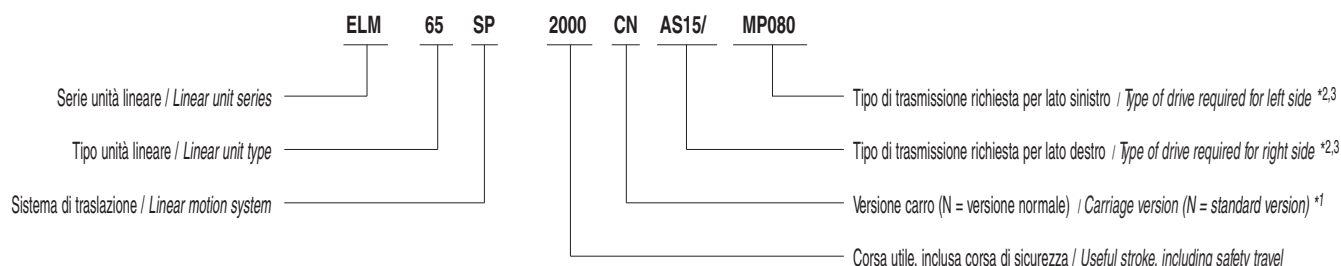 ELM 65 SP 2000 CN AS15/ MP080
Serie unità lineare / Linear unit series
Tipo di trasmissione richiesta per lato sinistro / Type of drive required for left side *2,3
Tipo unità lineare / Linear unit type
Tipo di trasmissione richiesta per lato destro / Type of drive required for right side *2,3
Sistema di traslazione / Linear motion system
Versione carro (N = versione normale) / Carriage version (N = standard version) *1
Corsa utile, inclusa corsa di sicurezza / Useful stroke, including safety travel